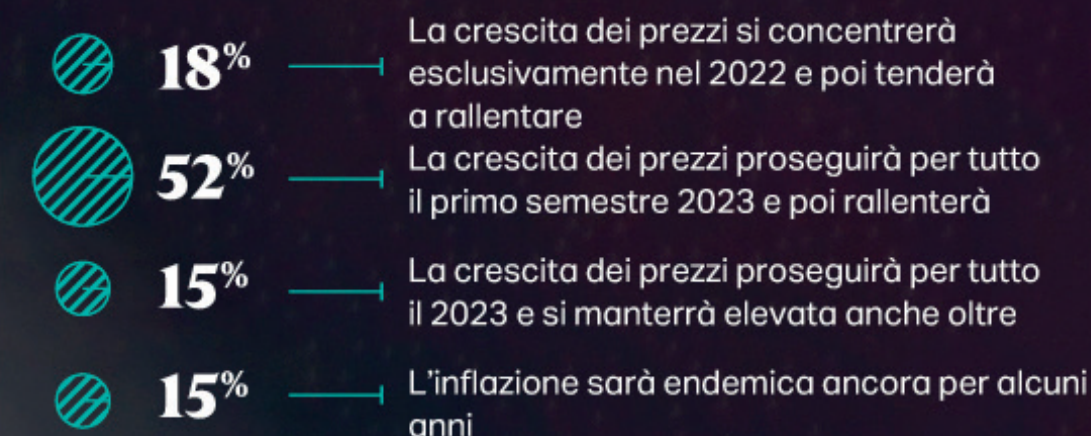 18%
La crescita dei prezzi si concentrerà
esclusivamente nel 2022 e poi tenderà
a rallentare
52%
La crescita dei prezzi proseguirà per tutto
il primo semestre 2023 e poi rallenterà
15%
La crescita dei prezzi proseguirà per tutto
il 2023 e si manterrà elevata anche oltre
15%
L’inflazione sarà endemica ancora per alcuni
anni